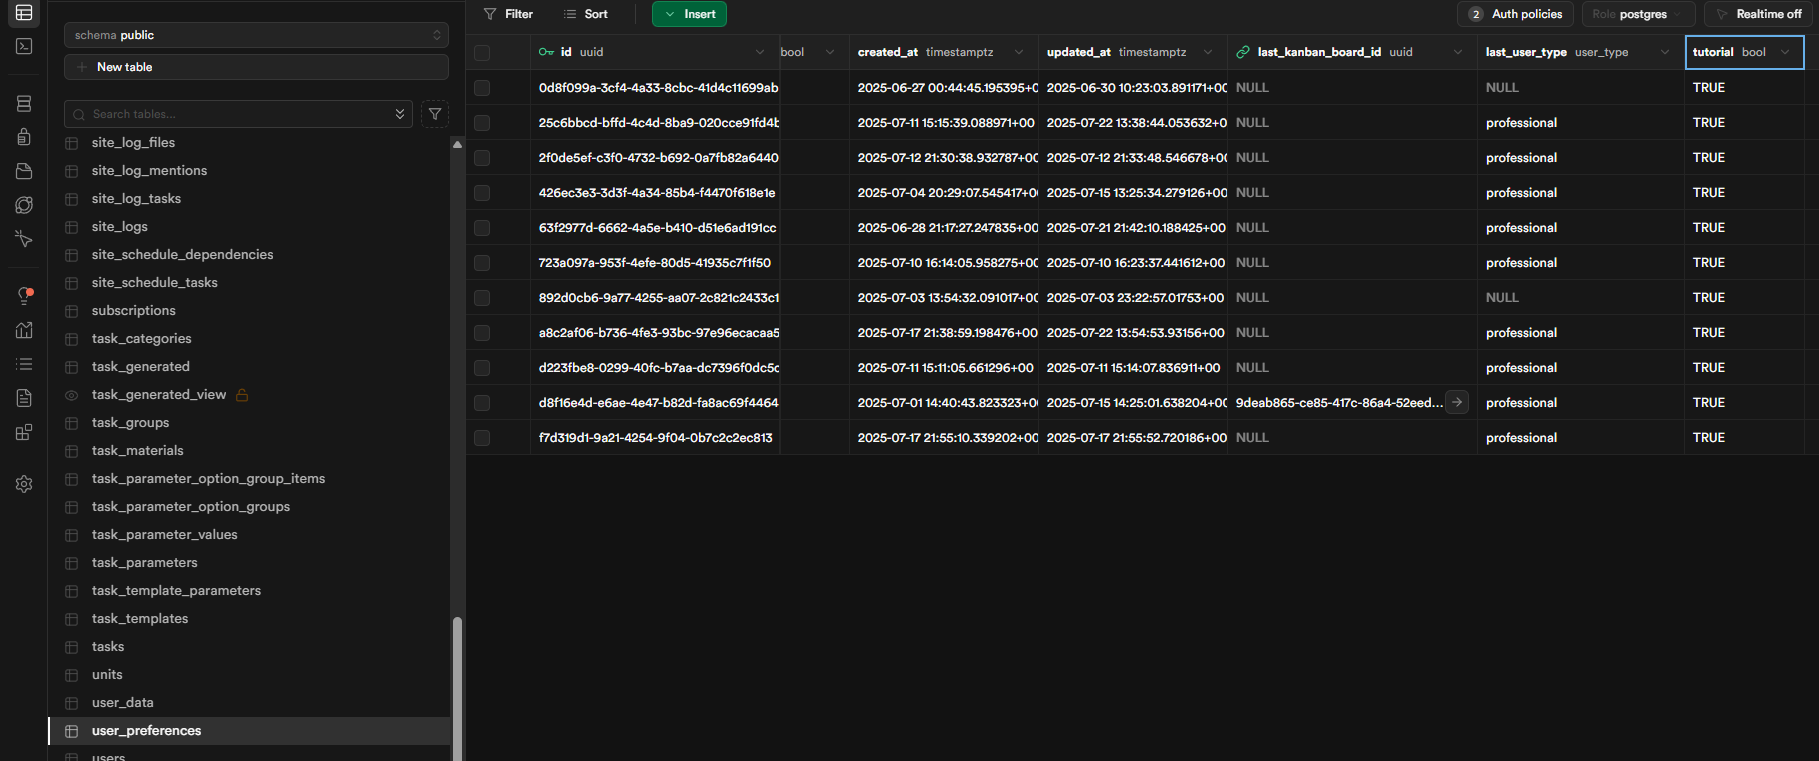 schema public
New table
Search tables...
site_log_files
site_log_mentions
site_log_tasks
site_logs
site_schedule_dependencies
site_schedule_tasks
subscriptions
task_categories
task_generated
task_generated_view
task_groups
task_materials
task_parameter_option_group_items
task_parameter_option_groups
task_parameter_values
task_parameters
task_template_parameters
task_templates
tasks
units
user_data
user_preferences
users
Filter Sort Insert 2 Auth policies Role postgres Realtime off
id uuid bool created_at timestamptz updated_at timestamptz last_kanban_board_id uuid last_user_type user_type tutorial bool
0d8f099a-3cf4-4a33-8cbc-41d4c11699ab 2025-06-27 00:44:45.195395+0 2025-06-30 10:23:03.891171+00 NULL NULL TRUE
25c6bbcd-bffd-4c4d-8ba9-020cce91fd4b 2025-07-11 15:15:39.088971+00 2025-07-22 13:38:44.053632+0 NULL professional TRUE
2f0de5ef-c3f0-4732-b692-0a7fb82a6440 2025-07-12 21:30:38.932787+0 2025-07-12 21:33:48.546678+00 NULL professional TRUE
426ec3e3-3d3f-4a34-85b4-f4470f618e1e 2025-07-04 20:29:07.545417+0 2025-07-15 13:25:34.279126+00 NULL professional TRUE
63f2977d-6662-4a5e-b410-d51e6ad191cc 2025-06-28 21:17:27.247835+00 2025-07-21 21:42:10.188425+00 NULL professional TRUE
723a097a-953f-4efe-80d5-41935c7f1f50 2025-07-10 16:14:05.958275+00 2025-07-10 16:23:37.441612+00 NULL professional TRUE
892d0cb6-9a77-4255-aa07-2c821c2433c1 2025-07-03 13:54:32.091017+00 2025-07-03 23:22:57.01753+00 NULL NULL TRUE
a8c2af06-b736-4fe3-93bc-97e96ecacaa5 2025-07-17 21:38:59.198476+00 2025-07-22 13:54:53.93156+00 NULL professional TRUE
d223fbe8-0299-40fc-b7aa-dc7396f0dc5c 2025-07-11 15:11:05.661296+00 2025-07-11 15:14:07.836911+00 NULL professional TRUE
d8f16e4d-e6ae-4e47-b82d-fa8ac69f4464 2025-07-01 14:40:43.823323+0 2025-07-15 14:25:01.638204+00 9deab865-ce85-417c-86a4-52eed... professional TRUE
f7d319d1-9a21-4254-9f04-0b7c2c2ec813 2025-07-17 21:55:10.339202+00 2025-07-17 21:55:52.720186+00 NULL professional TRUE